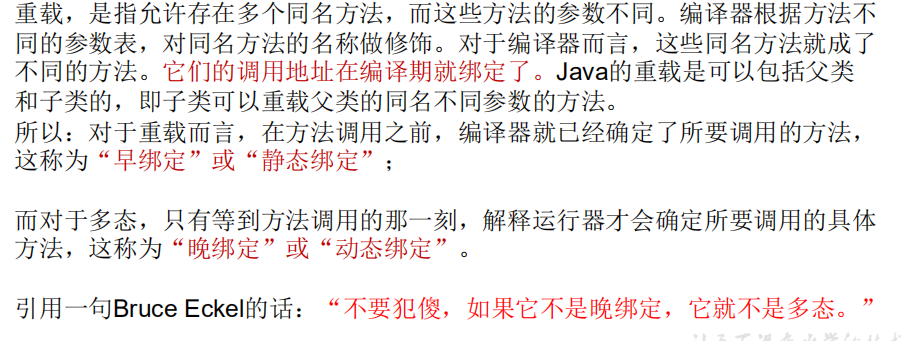 重载，是指允许存在多个同名方法，而这些方法的参数不同。编译器根据方法不
同的参数表，对同名方法的名称做修饰。对于编译器而言，这些同名方法就成了
不同的方法。它们的调用地址在编译期就绑定了。Java的重载是可以包括父类
和子类的，即子类可以重载父类的同名不同参数的方法。
所以：对于重载而言，在方法调用之前，编译器就已经确定了所要调用的方法，
这称为“早绑定”或“静态绑定”；
而对于多态，只有等到方法调用的那一刻，解释运行器才会确定所要调用的具体
方法，这称为“晚绑定”或“动态绑定”。
引用一句Bruce Eckel的话：“不要犯傻，如果它不是晚绑定，它就不是多态。”